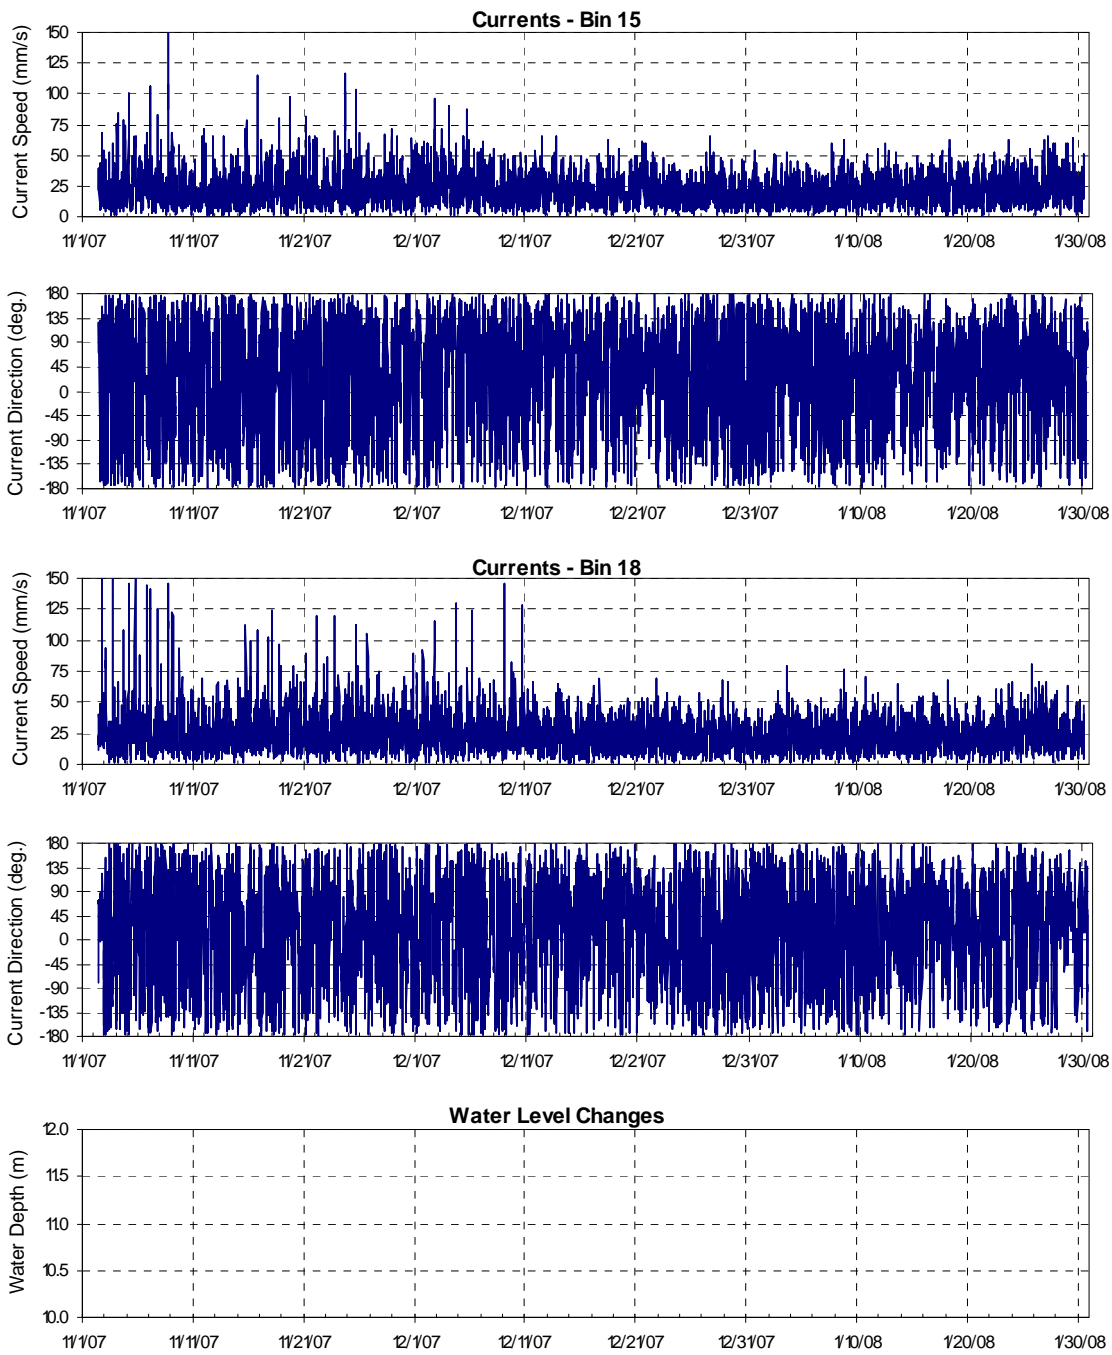 Currents - Bin 15
Current Speed (mm/s)
150
125
100
75
50
25
0
11/1/07 11/11/07 11/21/07 12/1/07 12/11/07 12/21/07 12/31/07 1/10/08 1/20/08 1/30/08
Current Direction (deg.)
180
135
90
45
0
-45
-90
-135
-180
11/1/07 11/11/07 11/21/07 12/1/07 12/11/07 12/21/07 12/31/07 1/10/08 1/20/08 1/30/08
Currents - Bin 18
Current Speed (mm/s)
150
125
100
75
50
25
0
11/1/07 11/11/07 11/21/07 12/1/07 12/11/07 12/21/07 12/31/07 1/10/08 1/20/08 1/30/08
Current Direction (deg.)
180
135
90
45
0
-45
-90
-135
-180
11/1/07 11/11/07 11/21/07 12/1/07 12/11/07 12/21/07 12/31/07 1/10/08 1/20/08 1/30/08
Water Level Changes
Water Depth (m)
12.0
11.5
11.0
10.5
10.0
11/1/07 11/11/07 11/21/07 12/1/07 12/11/07 12/21/07 12/31/07 1/10/08 1/20/08 1/30/08